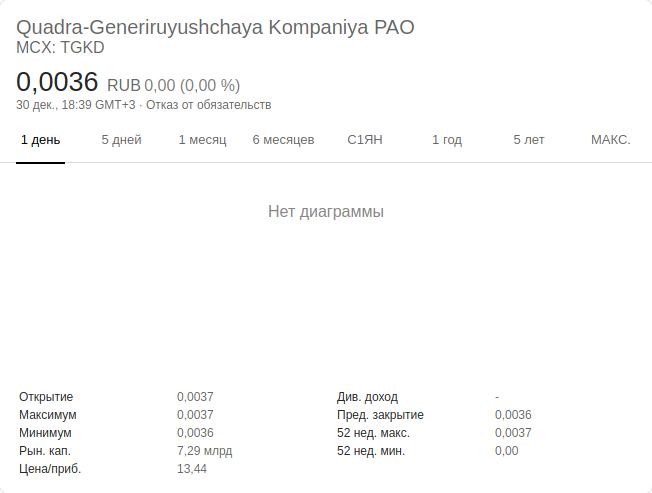 Quadra-Generiruyushchaya Kompaniya PAO
MCX: TGKD
0,0036 RUB 0,00 (0,00 %)
30 дек., 18:39 GMT+3 · Отказ от обязательств
1 день 5 дней 1 месяц 6 месяцев С1ЯН 1 год 5 лет МАКС.
Нет диаграммы
Открытие 0,0037 Див. доход -
Максимум 0,0037 Пред. закрытие 0,0036
Минимум 0,0036 52 нед. макс. 0,0037
Рын. кап. 7,29 млрд 52 нед. мин. 0,00
Цена/приб. 13,44